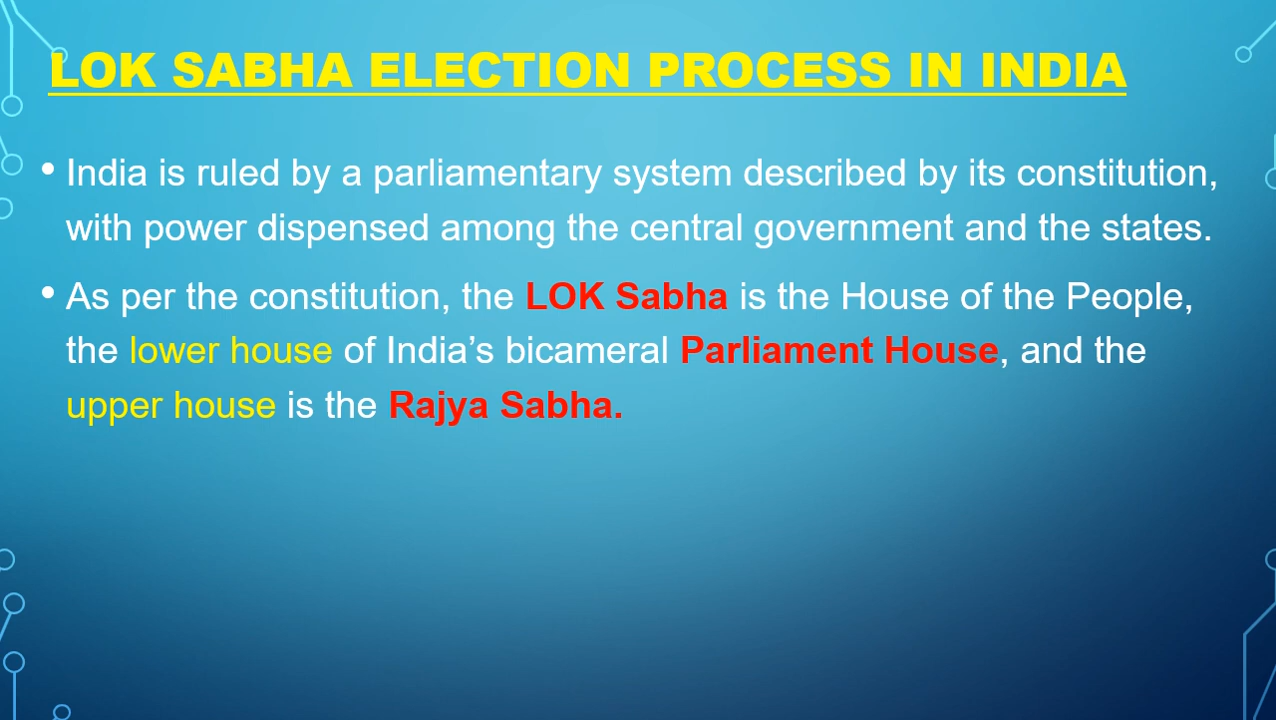 LOK SABHA ELECTION PROCESS IN INDIA
• India is ruled by a parliamentary system described by its constitution,
with power dispensed among the central government and the states.
• As per the constitution, the LOK Sabha is the House of the People,
the lower house of India’s bicameral Parliament House, and the
upper house is the Rajya Sabha.